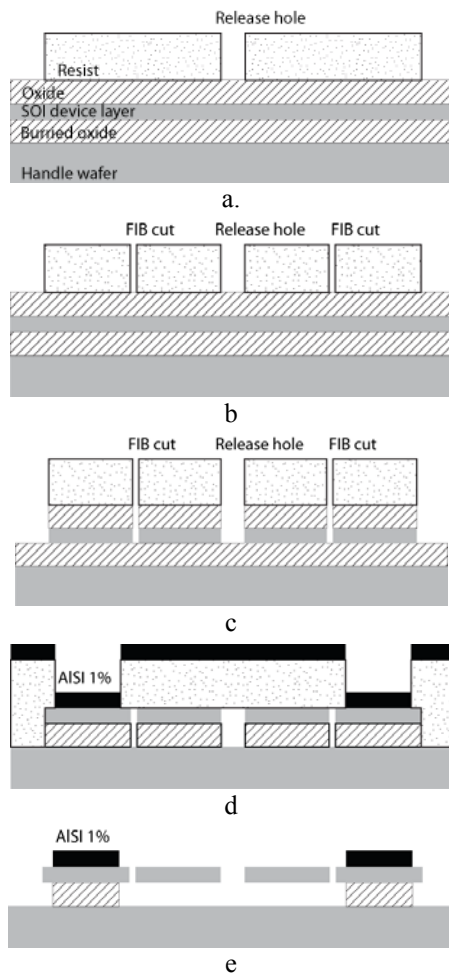 Release hole
Resist
Oxide
SOI device layer
Burried oxide
Handle wafer
a.
FIB cut Release hole FIB cut
b
FIB cut Release hole FIB cut
c
AlSI 1%
d
AlSI 1%
e